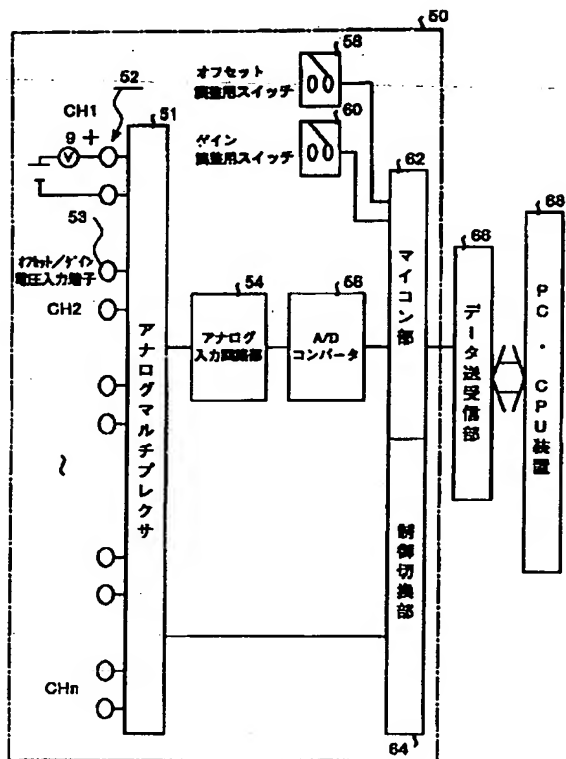 50
58
オフセット
調整用スイッチ
52
CH1
51
60
ゲイン
調整用スイッチ
9
+
V
62
68
53
オフセット/ゲイン
電圧入力端子
CH2
アナログマルチプレクサ
54
アナログ
入力回路部
56
A/D
コンバータ
マイコン部
66
データ送受信部
PC・CPU装置
~
制御切換部
CHn
64